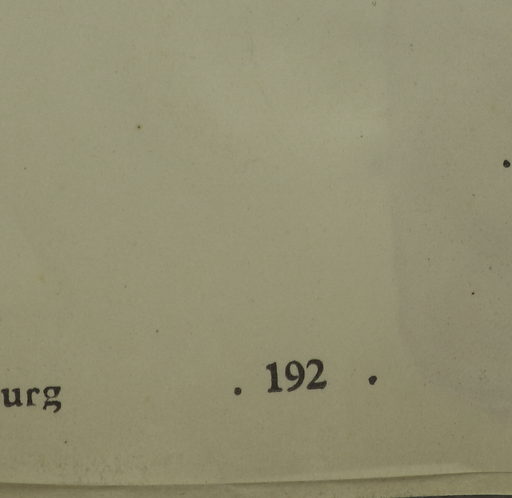 urg . 192 .